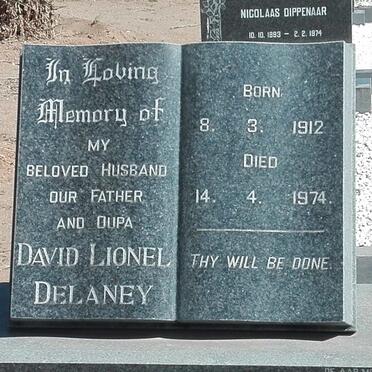 NICOLAAS DIPPENAAR
10. 10. 1893 - 2. 2. 1974
In Loving
Memory of
MY
BELOVED HUSBAND
OUR FATHER
AND OUPA
DAVID LIONEL
DELANEY
BORN
8. 3. 1912
DIED
14. 4. 1974.
THY WILL BE DONE.